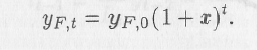 y_{F,t} = y_{F,0}(1 + x)^t.